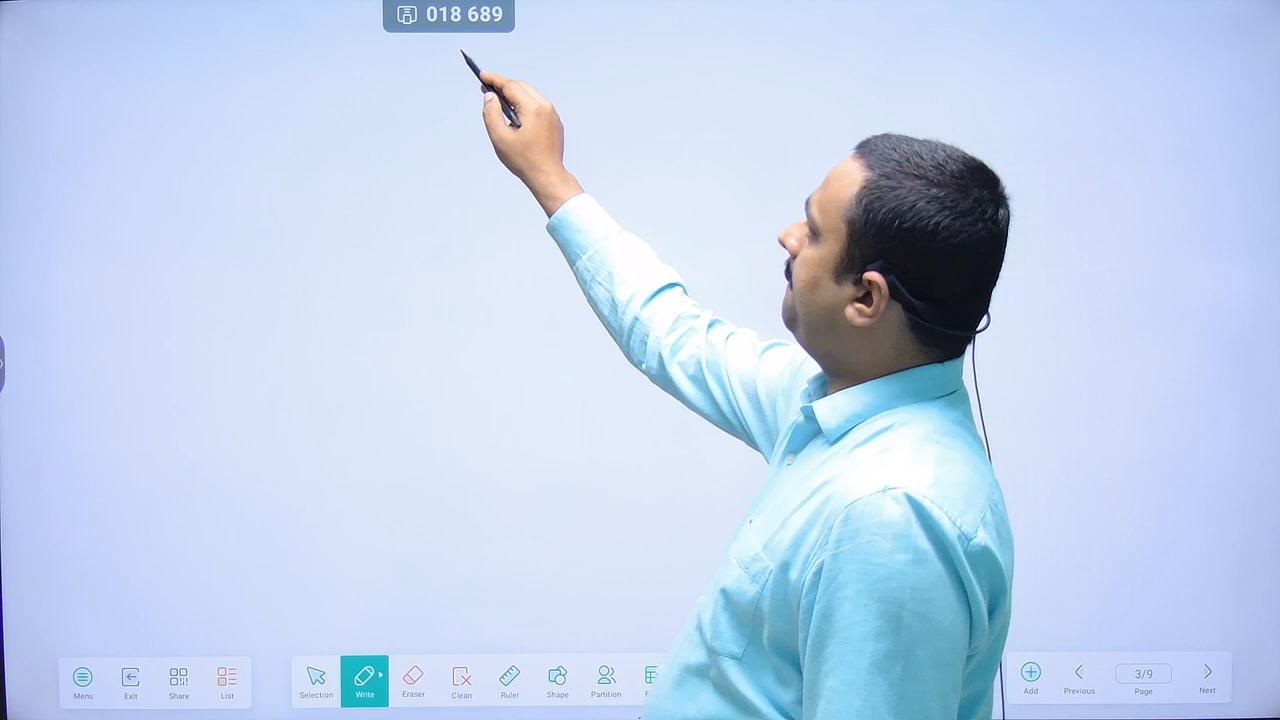 018 689
Menu
Exit
Share
List
Selection
Write
Eraser
Clean
Ruler
Shape
Partition
Add
Previous
3/9
Page
Next